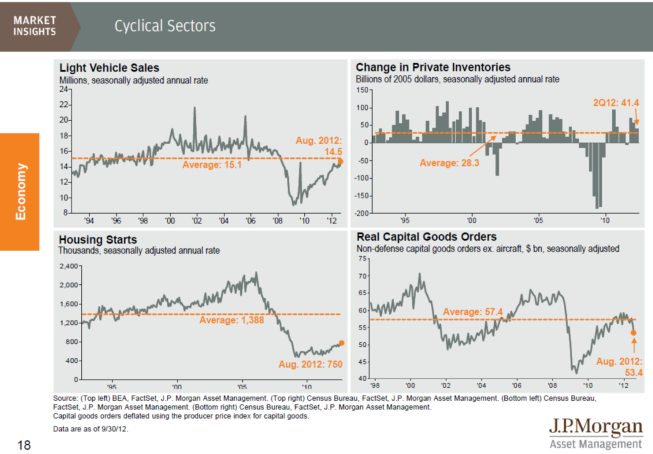 MARKET
INSIGHTS
Cyclical Sectors
Economy
Light Vehicle Sales
Millions, seasonally adjusted annual rate
24
22
20
18
16
14
12
10
8
Aug. 2012:
14.5
Average: 15.1
'94 '96 '98 '00 '02 '04 '06 '08 '10 '12
Change in Private Inventories
Billions of 2005 dollars, seasonally adjusted annual rate
150
100
50
0
-50
-100
-150
-200
2Q12: 41.4
Average: 28.3
'95 '00 '05 '10
Housing Starts
Thousands, seasonally adjusted annual rate
2,400
2,000
1,600
1,200
800
400
0
Average: 1,388
Aug. 2012: 750
'95 '00 '05 '10
Real Capital Goods Orders
Non-defense capital goods orders ex. aircraft, $ bn, seasonally adjusted
75
70
65
60
55
50
45
40
Average: 57.4
Aug. 2012:
53.4
'98 '00 '02 '04 '06 '08 '10 '12
Source: (Top left) BEA, FactSet, J.P. Morgan Asset Management. (Top right) Census Bureau, FactSet, J.P. Morgan Asset Management. (Bottom left) Census Bureau,
FactSet, J.P. Morgan Asset Management. (Bottom right) Census Bureau, FactSet, J.P. Morgan Asset Management.
Capital goods orders deflated using the producer price index for capital goods.
Data are as of 9/30/12.
18
J.P.Morgan
Asset Management